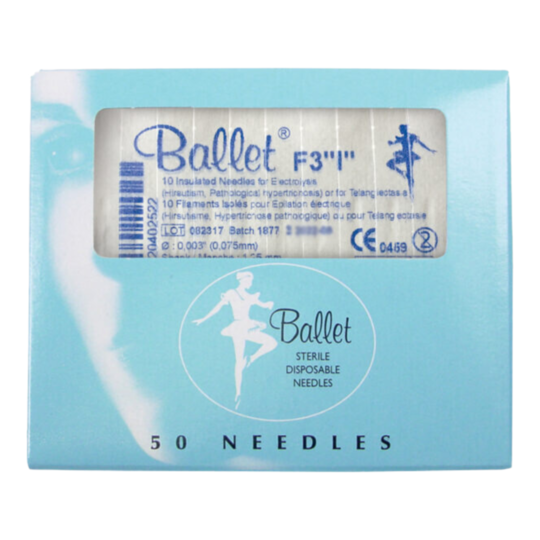 Ballet® F3"I"
10 Insulated Needles for Electrolysis
(Hirsutism, Pathological hypertrichosis) or for Telangiectasia
10 Filaments Isolés pour Epilation électrique
(Hirsutisme, Hypertrichose pathologique) ou pour Telangiectasie
LOT 082317 Batch 1877
Ø : 0,003" (0.075mm)
CE 0459
20402522
Ballet
STERILE
DISPOSABLE
NEEDLES
50 NEEDLES